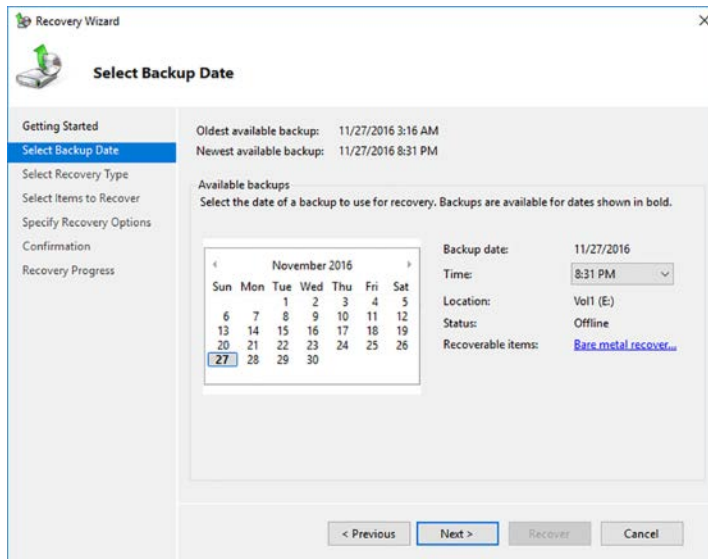 Recovery Wizard
Select Backup Date
Getting Started
Select Backup Date
Select Recovery Type
Select Items to Recover
Specify Recovery Options
Confirmation
Recovery Progress
Oldest available backup: 11/27/2016 3:16 AM
Newest available backup: 11/27/2016 8:31 PM
Available backups
Select the date of a backup to use for recovery. Backups are available for dates shown in bold.
November 2016
Sun Mon Tue Wed Thu Fri Sat
1 2 3 4 5
6 7 8 9 10 11 12
13 14 15 16 17 18 19
20 21 22 23 24 25 26
27 28 29 30
Backup date: 11/27/2016
Time: 8:31 PM
Location: Vol1 (E:)
Status: Offline
Recoverable items: Bare metal recover...
< Previous Next > Recover Cancel